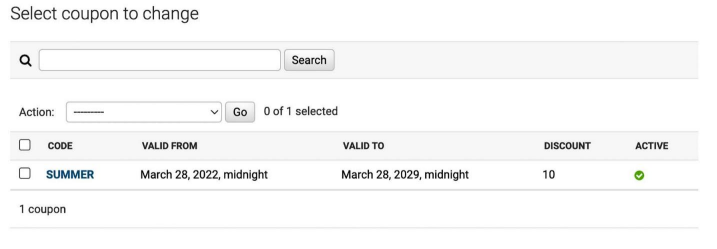 Select coupon to change
Search
Action: --------- Go 0 of 1 selected
CODE VALID FROM VALID TO DISCOUNT ACTIVE
SUMMER March 28, 2022, midnight March 28, 2029, midnight 10
1 coupon